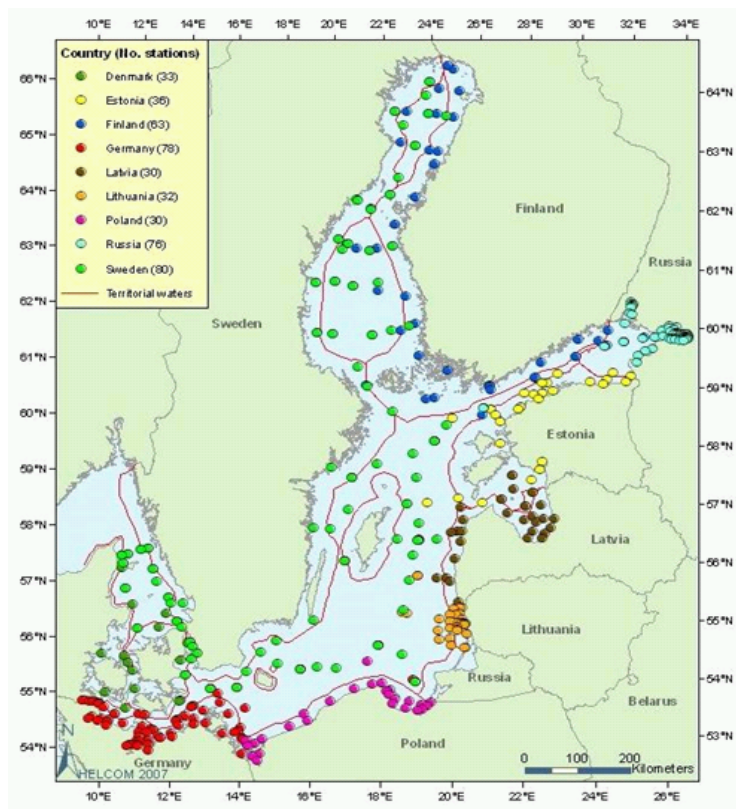 10°E 12°E 14°E 16°E 18°E 20°E 22°E 24°E 26°E 28°E 30°E 32°E 34°E
Country (No. stations)
Denmark (33)
Estonia (36)
Finland (63)
Germany (78)
Latvia (30)
Lithuania (32)
Poland (30)
Russia (76)
Sweden (80)
Territorial waters
66°N
65°N
64°N
63°N
62°N
61°N
60°N
59°N
58°N
57°N
56°N
55°N
54°N
64°N
63°N
62°N
61°N
60°N
59°N
58°N
57°N
56°N
55°N
54°N
53°N
Finland
Russia
Sweden
Estonia
Latvia
Lithuania
Russia
Belarus
Poland
Germany
N
HELCOM 2007
0 100 200
Kilometers
10°E 12°E 14°E 16°E 18°E 20°E 22°E 24°E 26°E